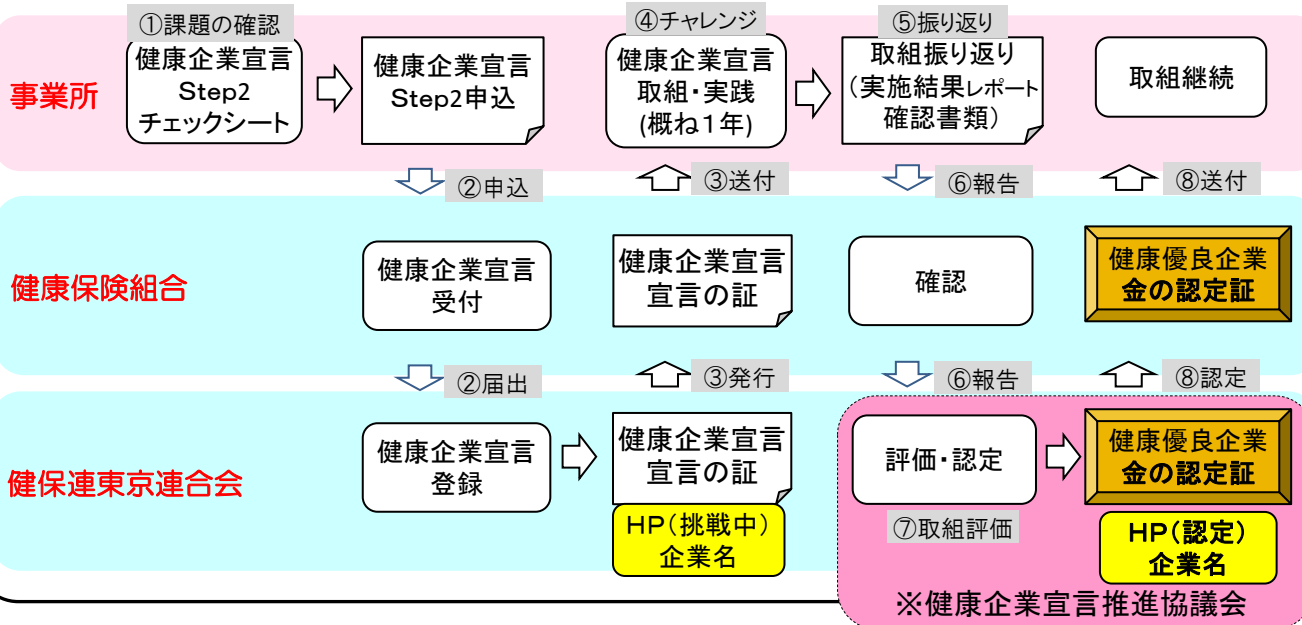 ①課題の確認
健康企業宣言
Step2
チェックシート
健康企業宣言
Step2申込
④チャレンジ
健康企業宣言
取組・実践
(概ね１年)
⑤振り返り
取組振り返り
(実施結果レポート
確認書類)
取組継続
事業所
②申込
③送付
⑥報告
⑧送付
健康保険組合
健康企業宣言
受付
健康企業宣言
宣言の証
確認
健康優良企業
金の認定証
②届出
③発行
⑥報告
⑧認定
健保連東京連合会
健康企業宣言
登録
健康企業宣言
宣言の証
HP(挑戦中)
企業名
評価・認定
⑦取組評価
健康優良企業
金の認定証
HP(認定)
企業名
※健康企業宣言推進協議会